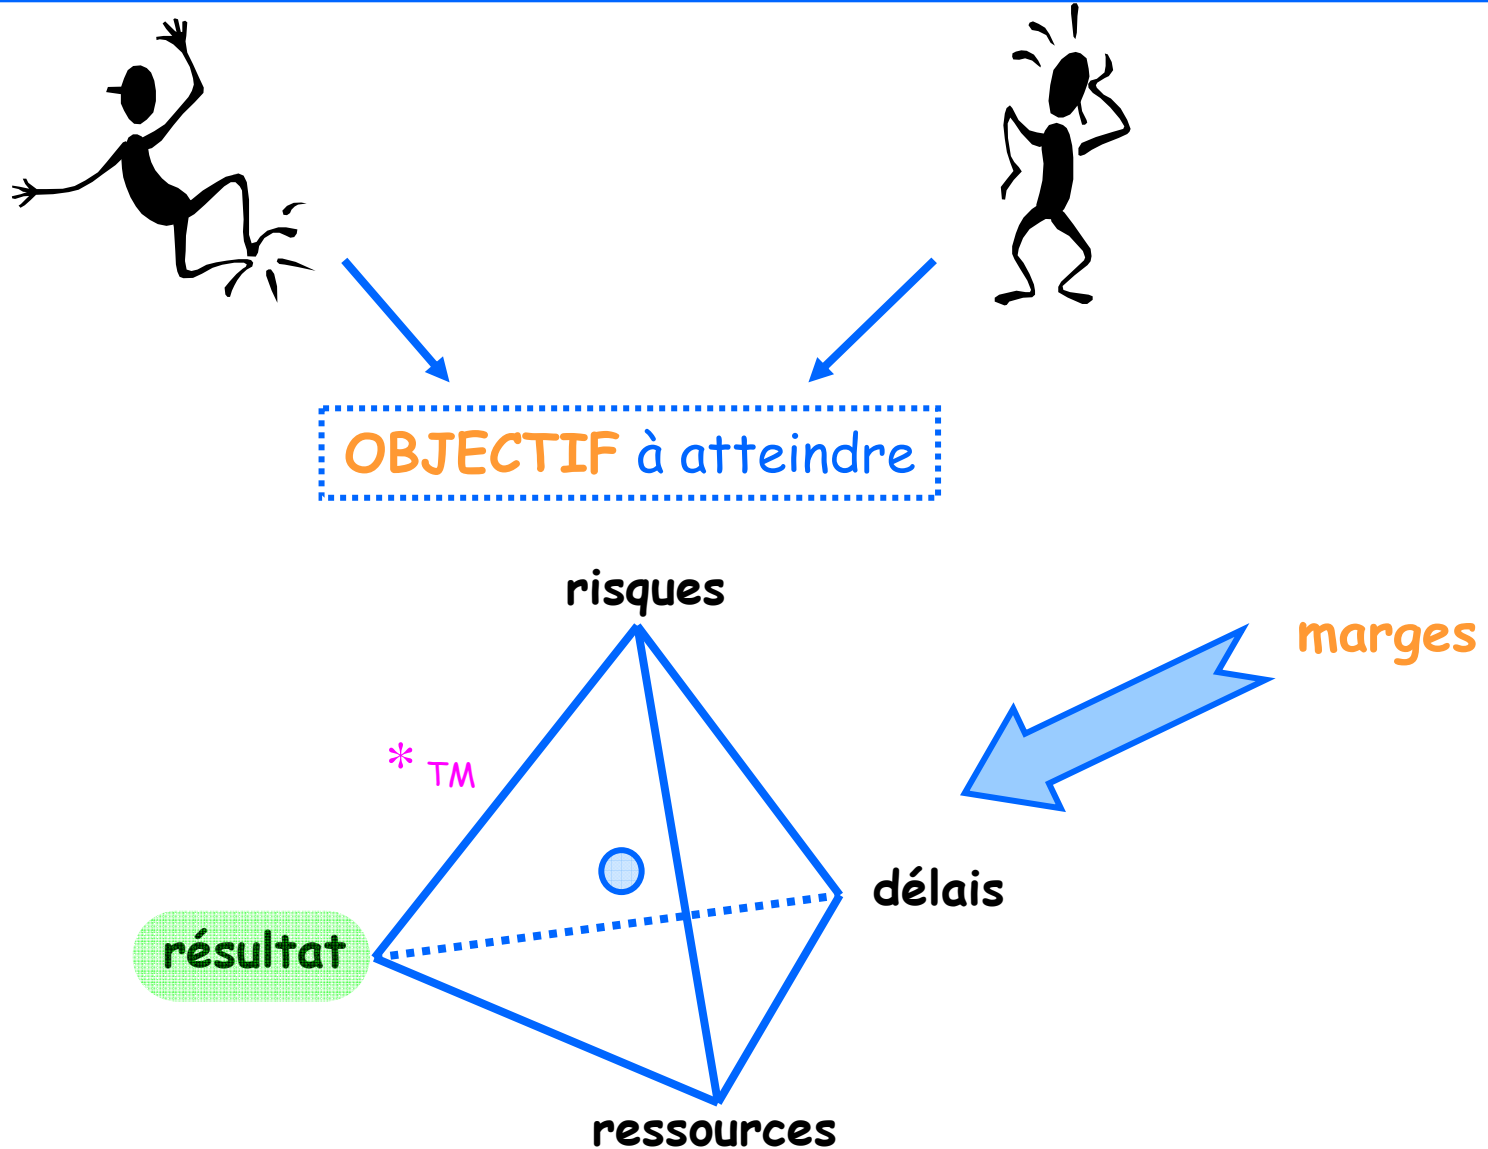 OBJECTIF à atteindre
risques
marges
* TM
délais
résultat
ressources